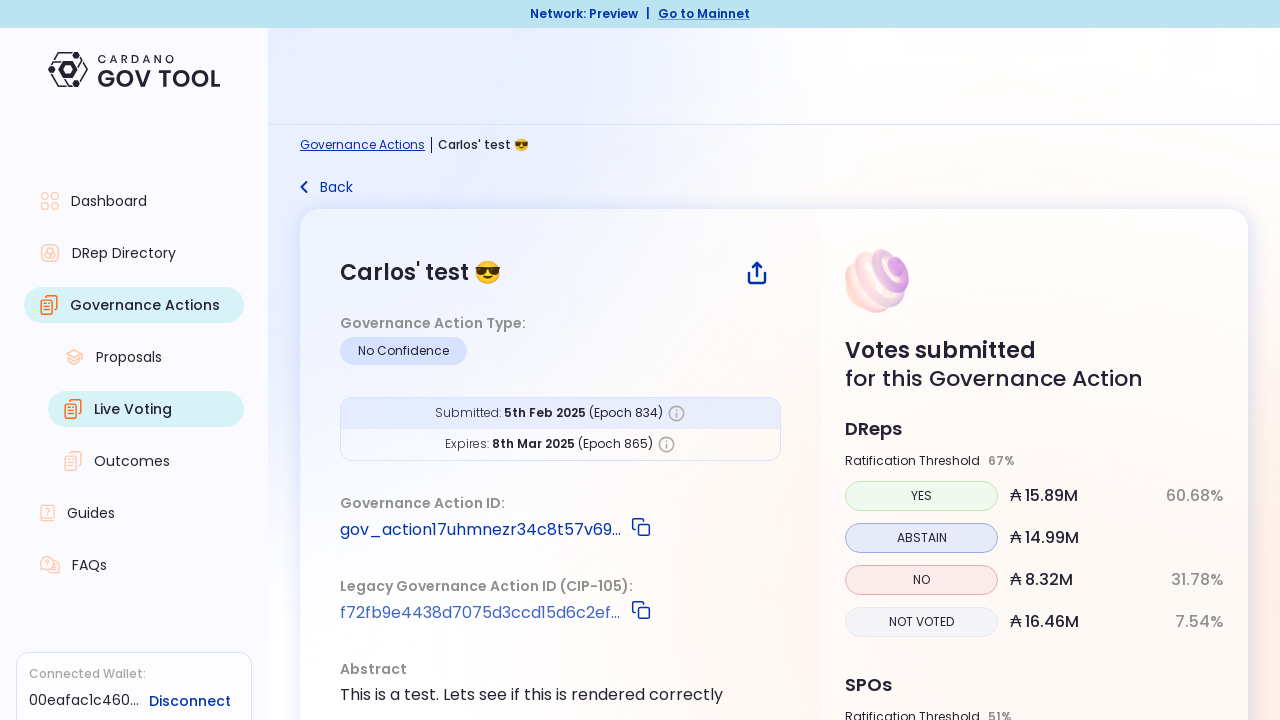 Network: Preview | Go to Mainnet
CARDANO
GOV TOOL
Dashboard
DRep Directory
Governance Actions
Proposals
Live Voting
Outcomes
Guides
FAQs
Connected Wallet:
00eafac1c460... Disconnect
Governance Actions | Carlos' test 😎
Back
Carlos' test 😎
Governance Action Type:
No Confidence
Submitted: 5th Feb 2025 (Epoch 834)
Expires: 8th Mar 2025 (Epoch 865)
Governance Action ID:
gov_action17uhmnezr34c8t57v69...
Legacy Governance Action ID (CIP-105):
f72fb9e4438d7075d3ccd15d6c2ef...
Abstract
This is a test. Lets see if this is rendered correctly
Votes submitted
for this Governance Action
DReps
Ratification Threshold 67%
YES ₳ 15.89M 60.68%
ABSTAIN ₳ 14.99M
NO ₳ 8.32M 31.78%
NOT VOTED ₳ 16.46M 7.54%
SPOs
Ratification Threshold 51%